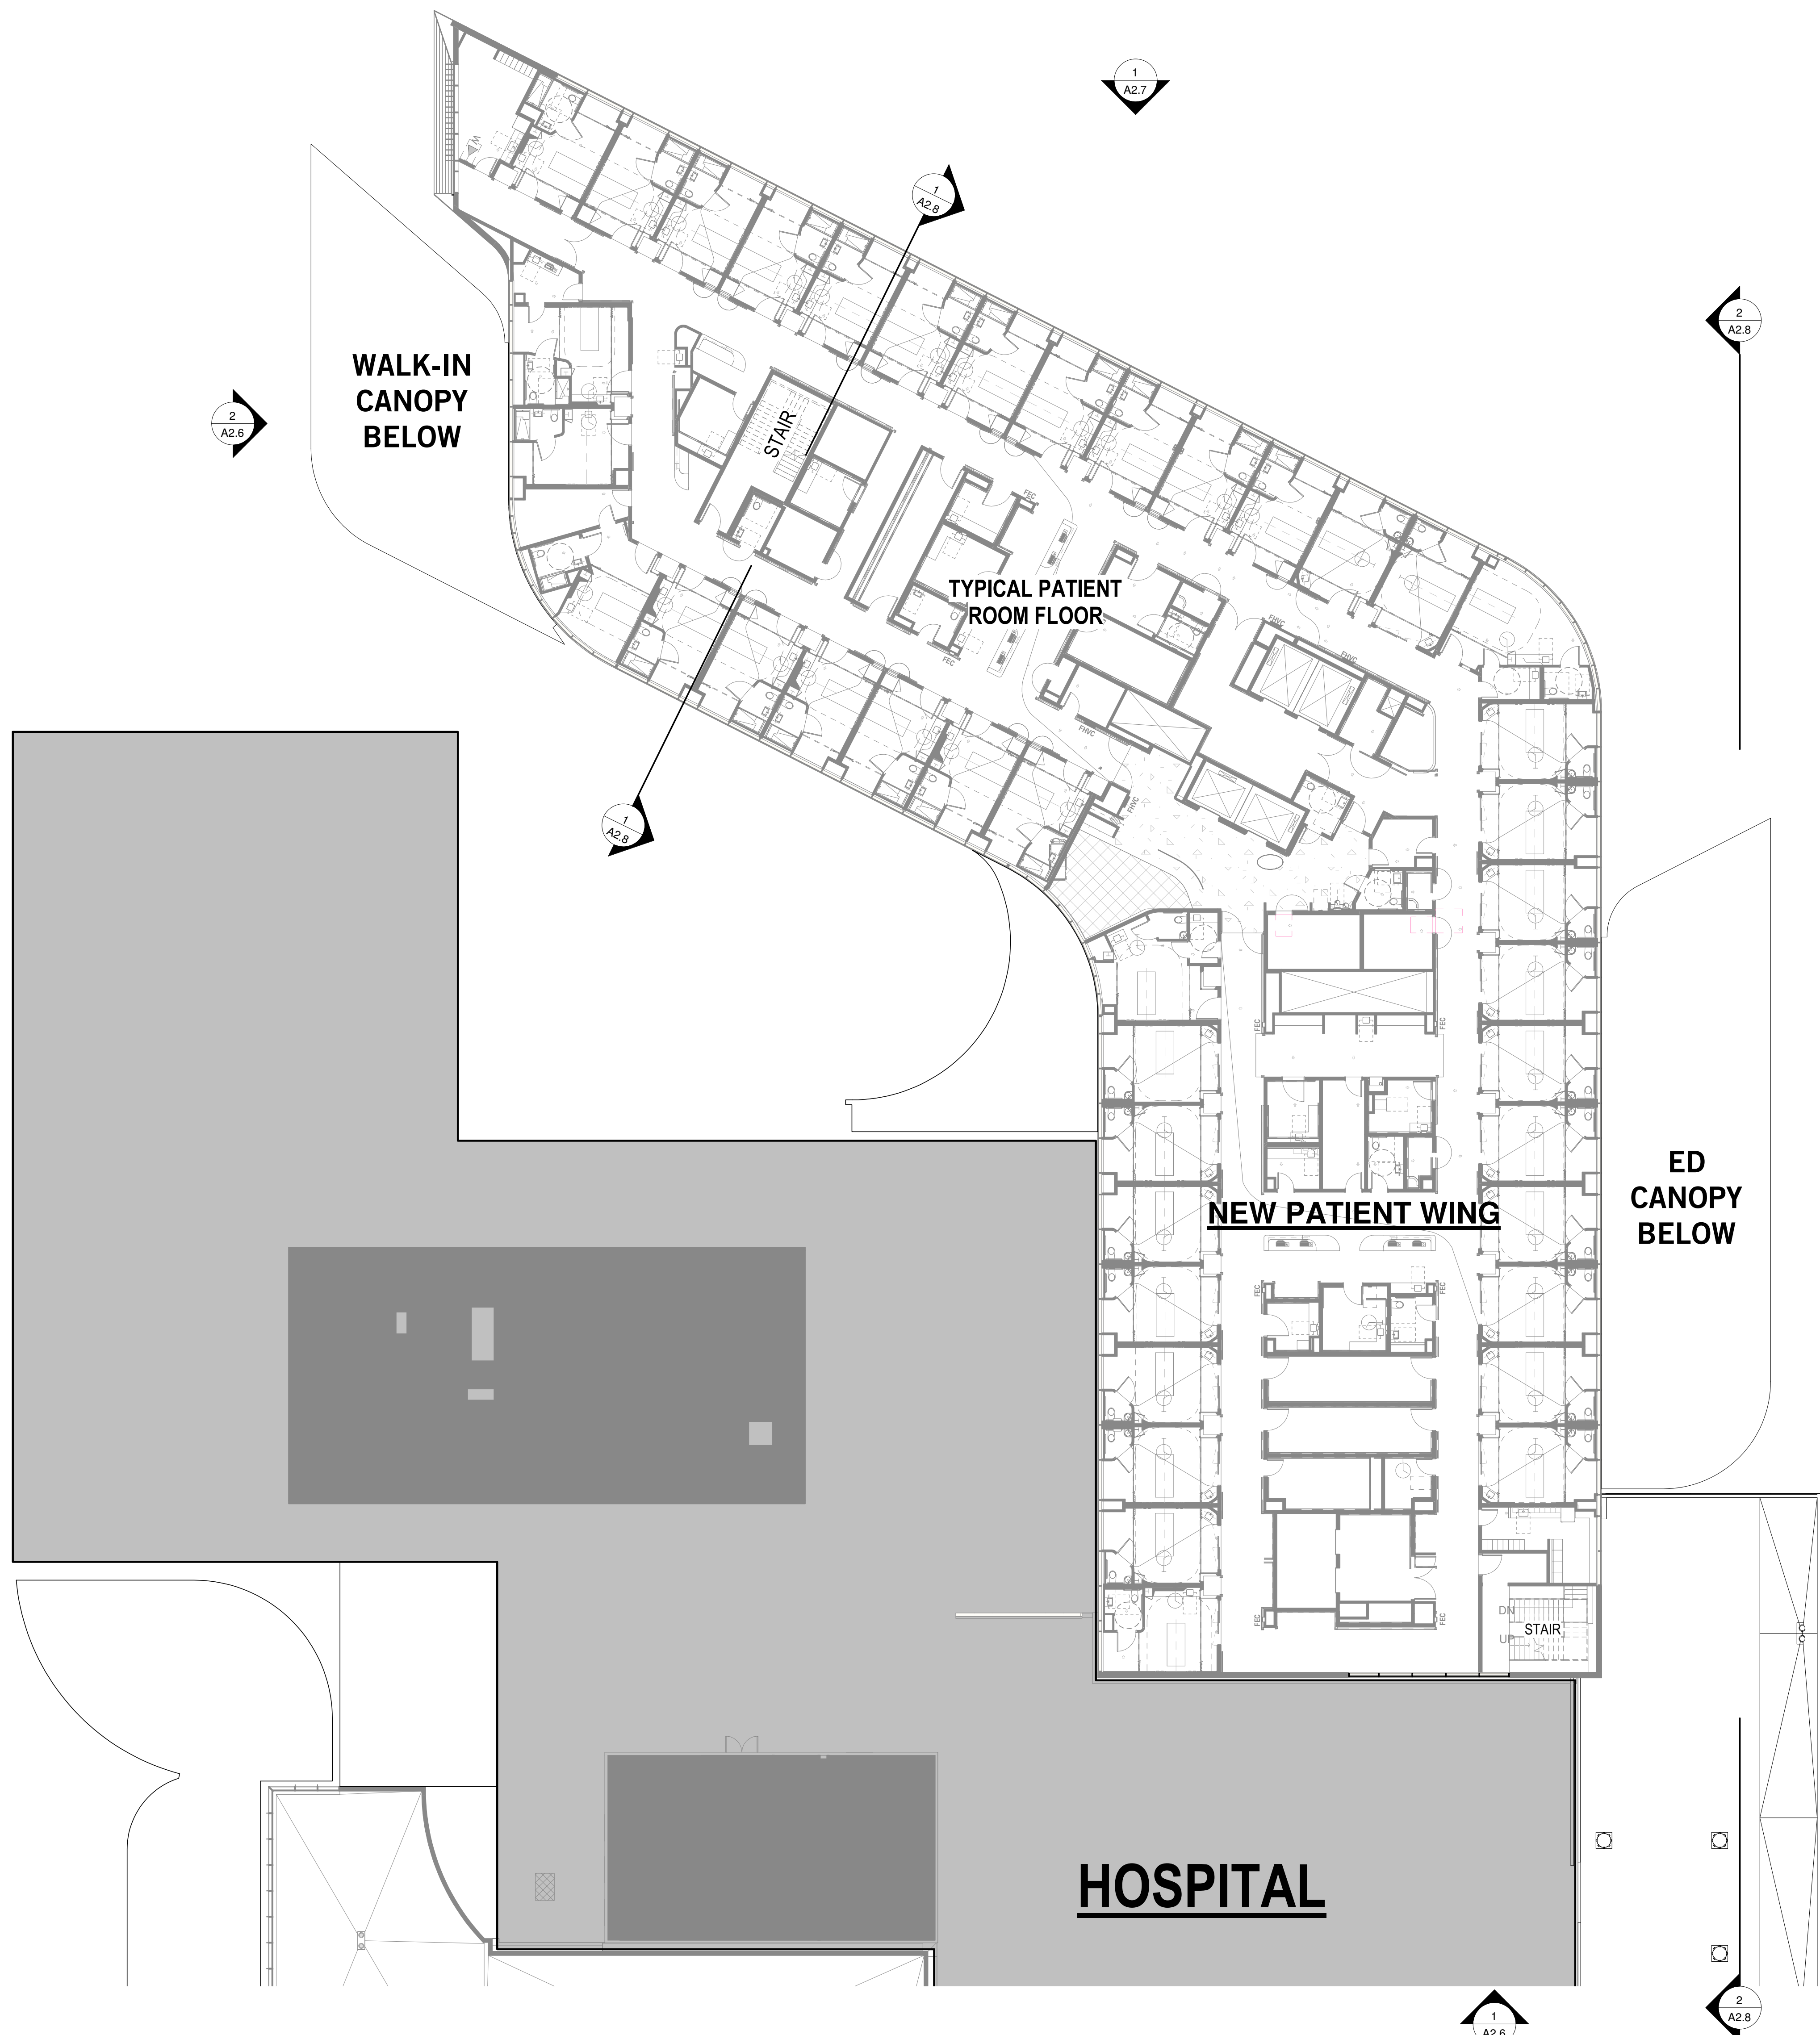 1
A2.7
1
A2.8
2
A2.8
WALK-IN
CANOPY
BELOW
2
A2.6
STAIR
FEC
TYPICAL PATIENT
ROOM FLOOR
FHVC
FHVC
FEC
FHVC
FHVC
1
A2.8
FEC
FEC
ED
CANOPY
BELOW
NEW PATIENT WING
FEC
FEC
DN
STAIR
UP
FEC
FEC
HOSPITAL
2
A2.8
1
A2.6